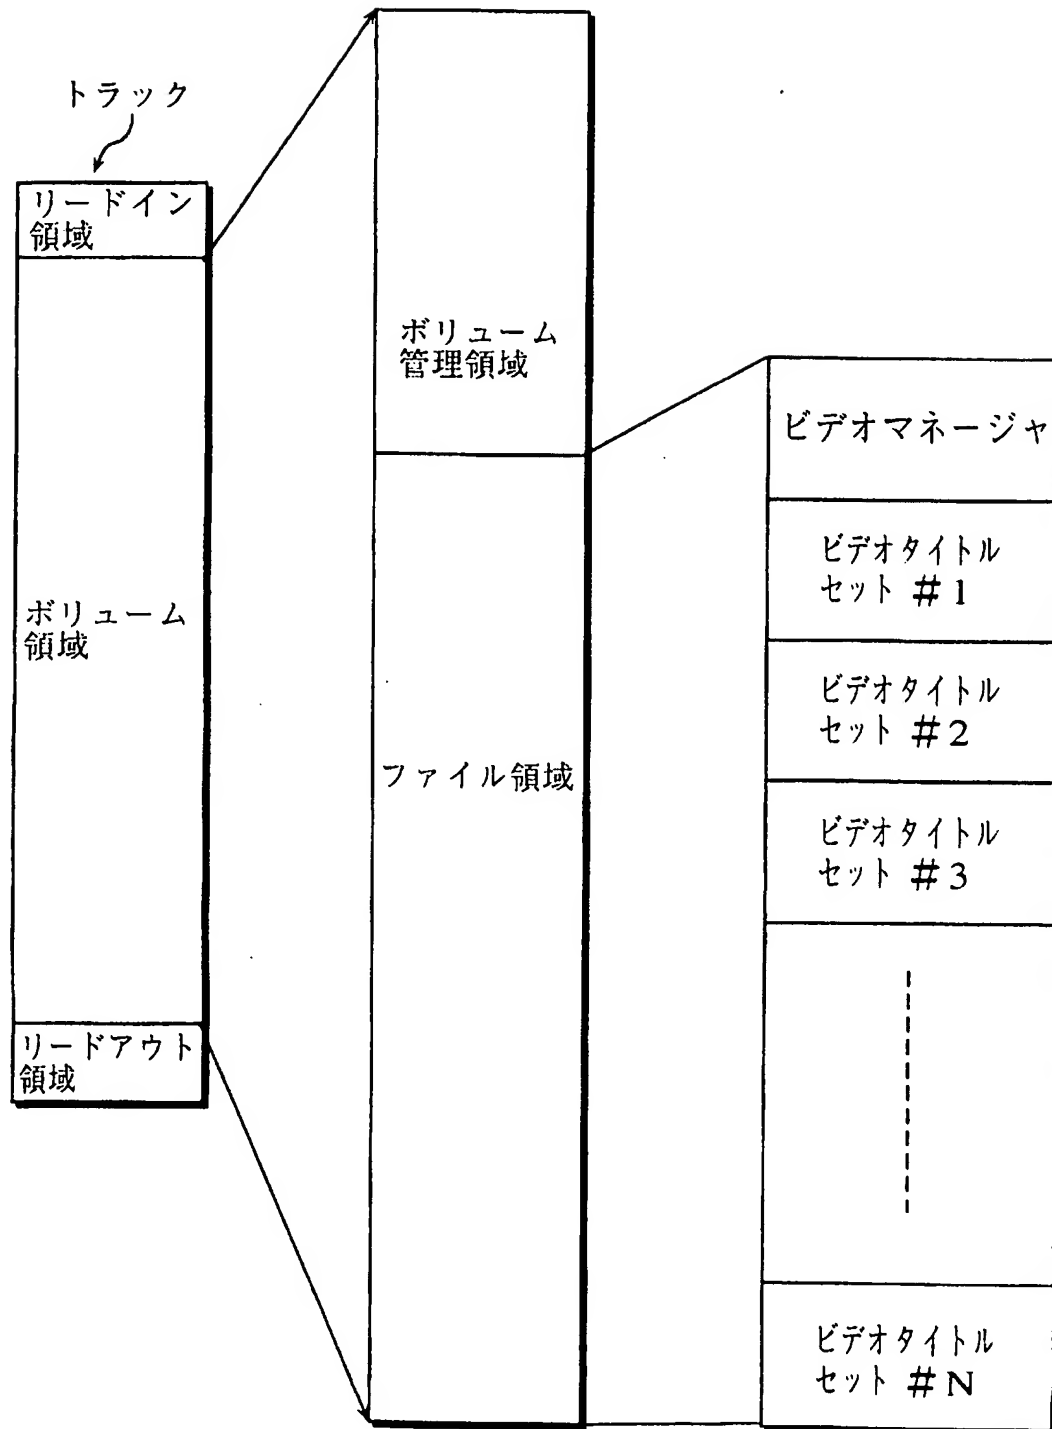 トラック
リードイン
領域
ボリューム
領域
リードアウト
領域
ボリューム
管理領域
ファイル領域
ビデオマネージャ
ビデオタイトル
セット #1
ビデオタイトル
セット #2
ビデオタイトル
セット #3
ビデオタイトル
セット #N